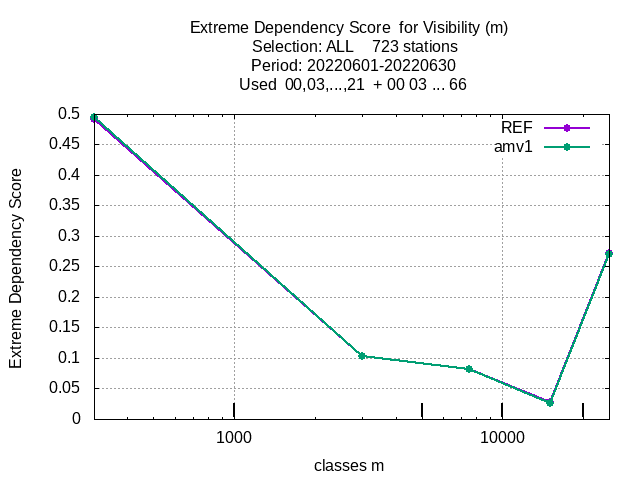 Extreme Dependency Score  for Visibility (m)
Selection: ALL    723 stations
Period: 20220601-20220630
Used  00,03,...,21  + 00 03 ... 66
Extreme Dependency Score
0.5
0.45
0.4
0.35
0.3
0.25
0.2
0.15
0.1
0.05
0
REF
amv1
1000
10000
classes m